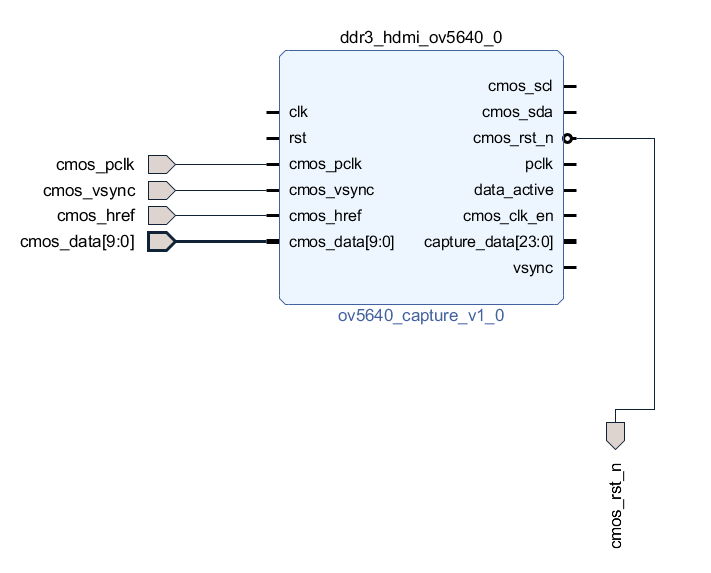 ddr3_hdmi_ov5640_0
cmos_scl
clk
cmos_sda
rst
cmos_rst_n
cmos_pclk
cmos_pclk
pclk
cmos_vsync
cmos_vsync
data_active
cmos_href
cmos_href
cmos_clk_en
cmos_data[9:0]
cmos_data[9:0]
capture_data[23:0]
vsync
ov5640_capture_v1_0
cmos_rst_n